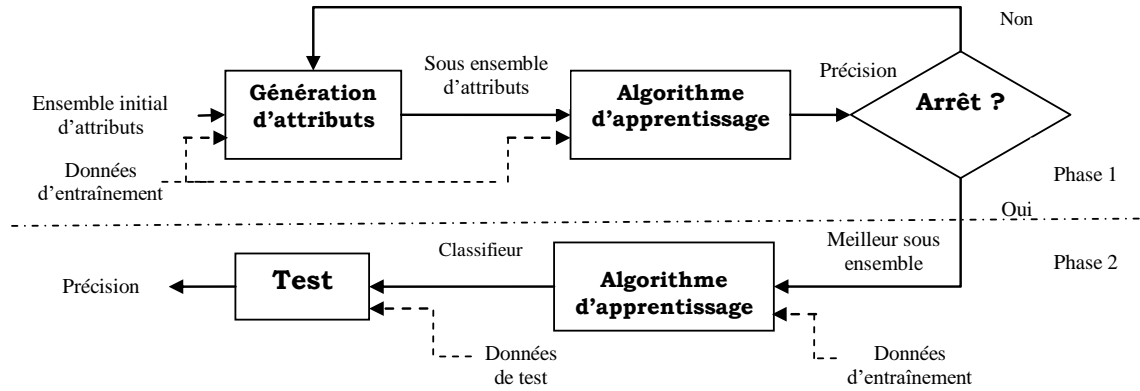 Non
Sous ensemble
d'attributs
Précision
Génération
d'attributs
Algorithme
d'apprentissage
Arrêt ?
Ensemble initial
d'attributs
Données
d'entraînement
Phase 1
Oui
Meilleur sous
ensemble
Classifieur
Phase 2
Précision
Test
Algorithme
d'apprentissage
Données
de test
Données
d'entraînement